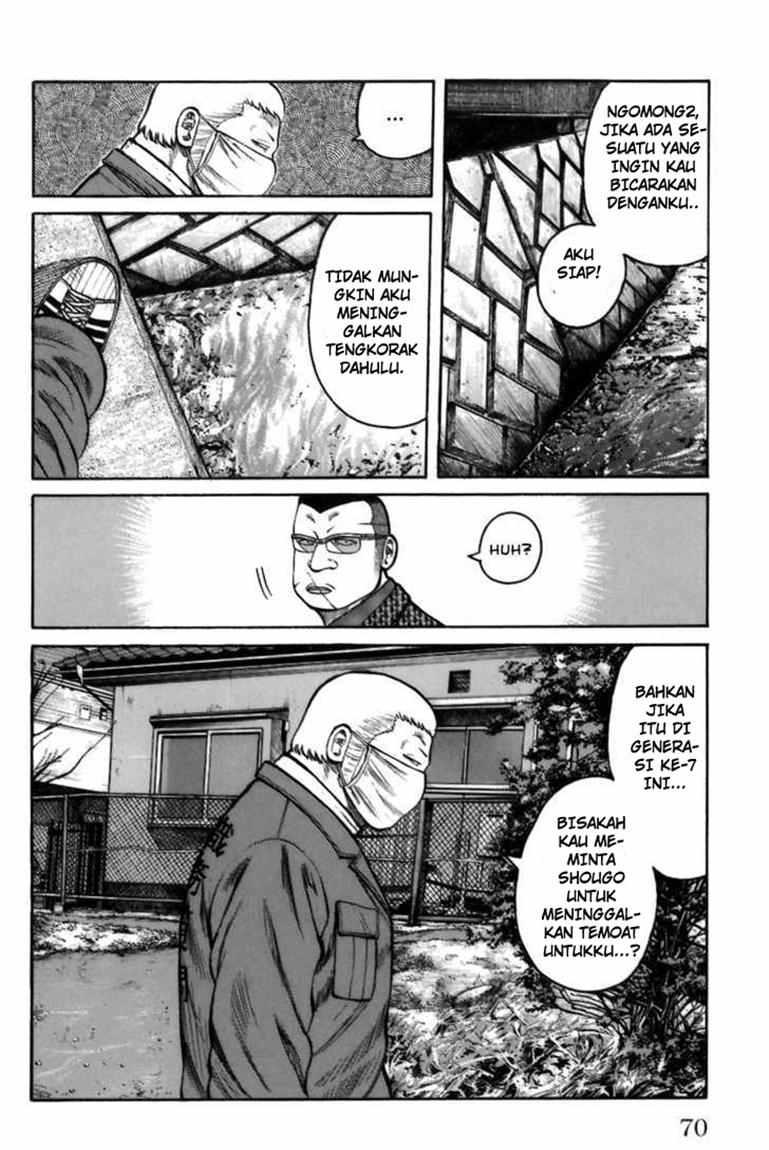 NGOMONG2,
JIKA ADA SE-
SUATU YANG
INGIN KAU
BICARAKAN
DENGANKU..
AKU
SIAP!
...
TIDAK MUN-
GKIN AKU
MENING-
GALKAN
TENGKORAK
DAHULU.
HUH?
BAHKAN
JIKA
ITU DI
GENERA-
SI KE-7
INI...
BISAKAH
KAU ME-
MINTA
SHOUGO
UNTUK
MENINGGAL-
KAN TEMOAT
UNTUKKU...?
70